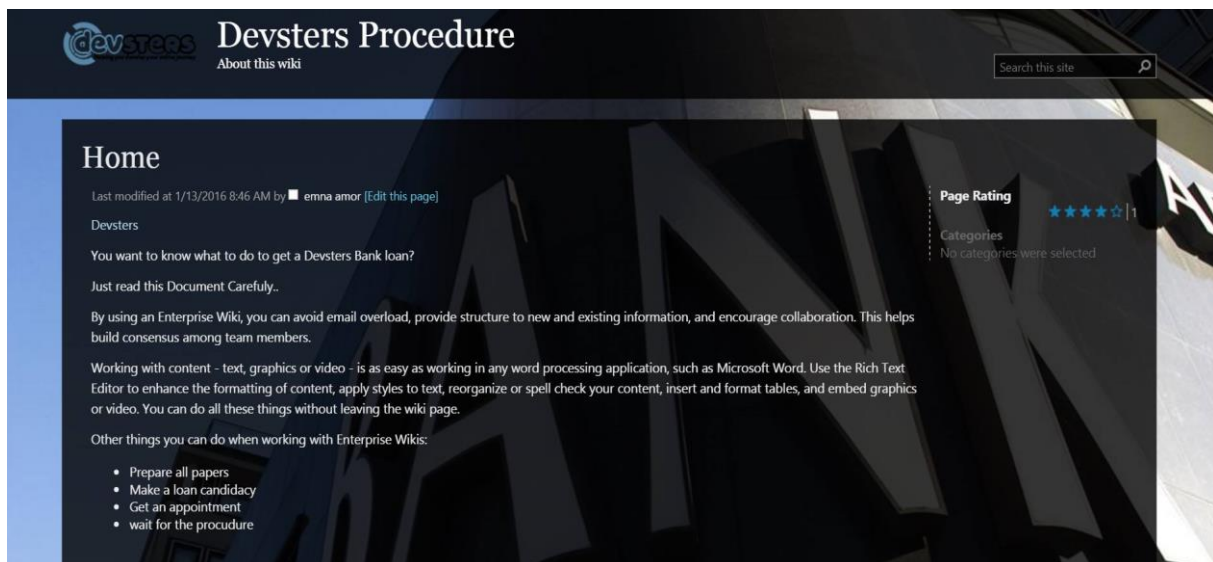 devsters
Devsters Procedure
About this wiki
Search this site
Home
Last modified at 1/13/2016 8:46 AM by emna amor [Edit this page]
Devsters
You want to know what to do to get a Devsters Bank loan?
Just read this Document Carefuly..
By using an Enterprise Wiki, you can avoid email overload, provide structure to new and existing information, and encourage collaboration. This helps
build consensus among team members.
Working with content - text, graphics or video - is as easy as working in any word processing application, such as Microsoft Word. Use the Rich Text
Editor to enhance the formatting of content, apply styles to text, reorganize or spell check your content, insert and format tables, and embed graphics
or video. You can do all these things without leaving the wiki page.
Other things you can do when working with Enterprise Wikis:
• Prepare all papers
• Make a loan candidacy
• Get an appointment
• wait for the procudure
Page Rating
1
Categories
No categories were selected
BANK